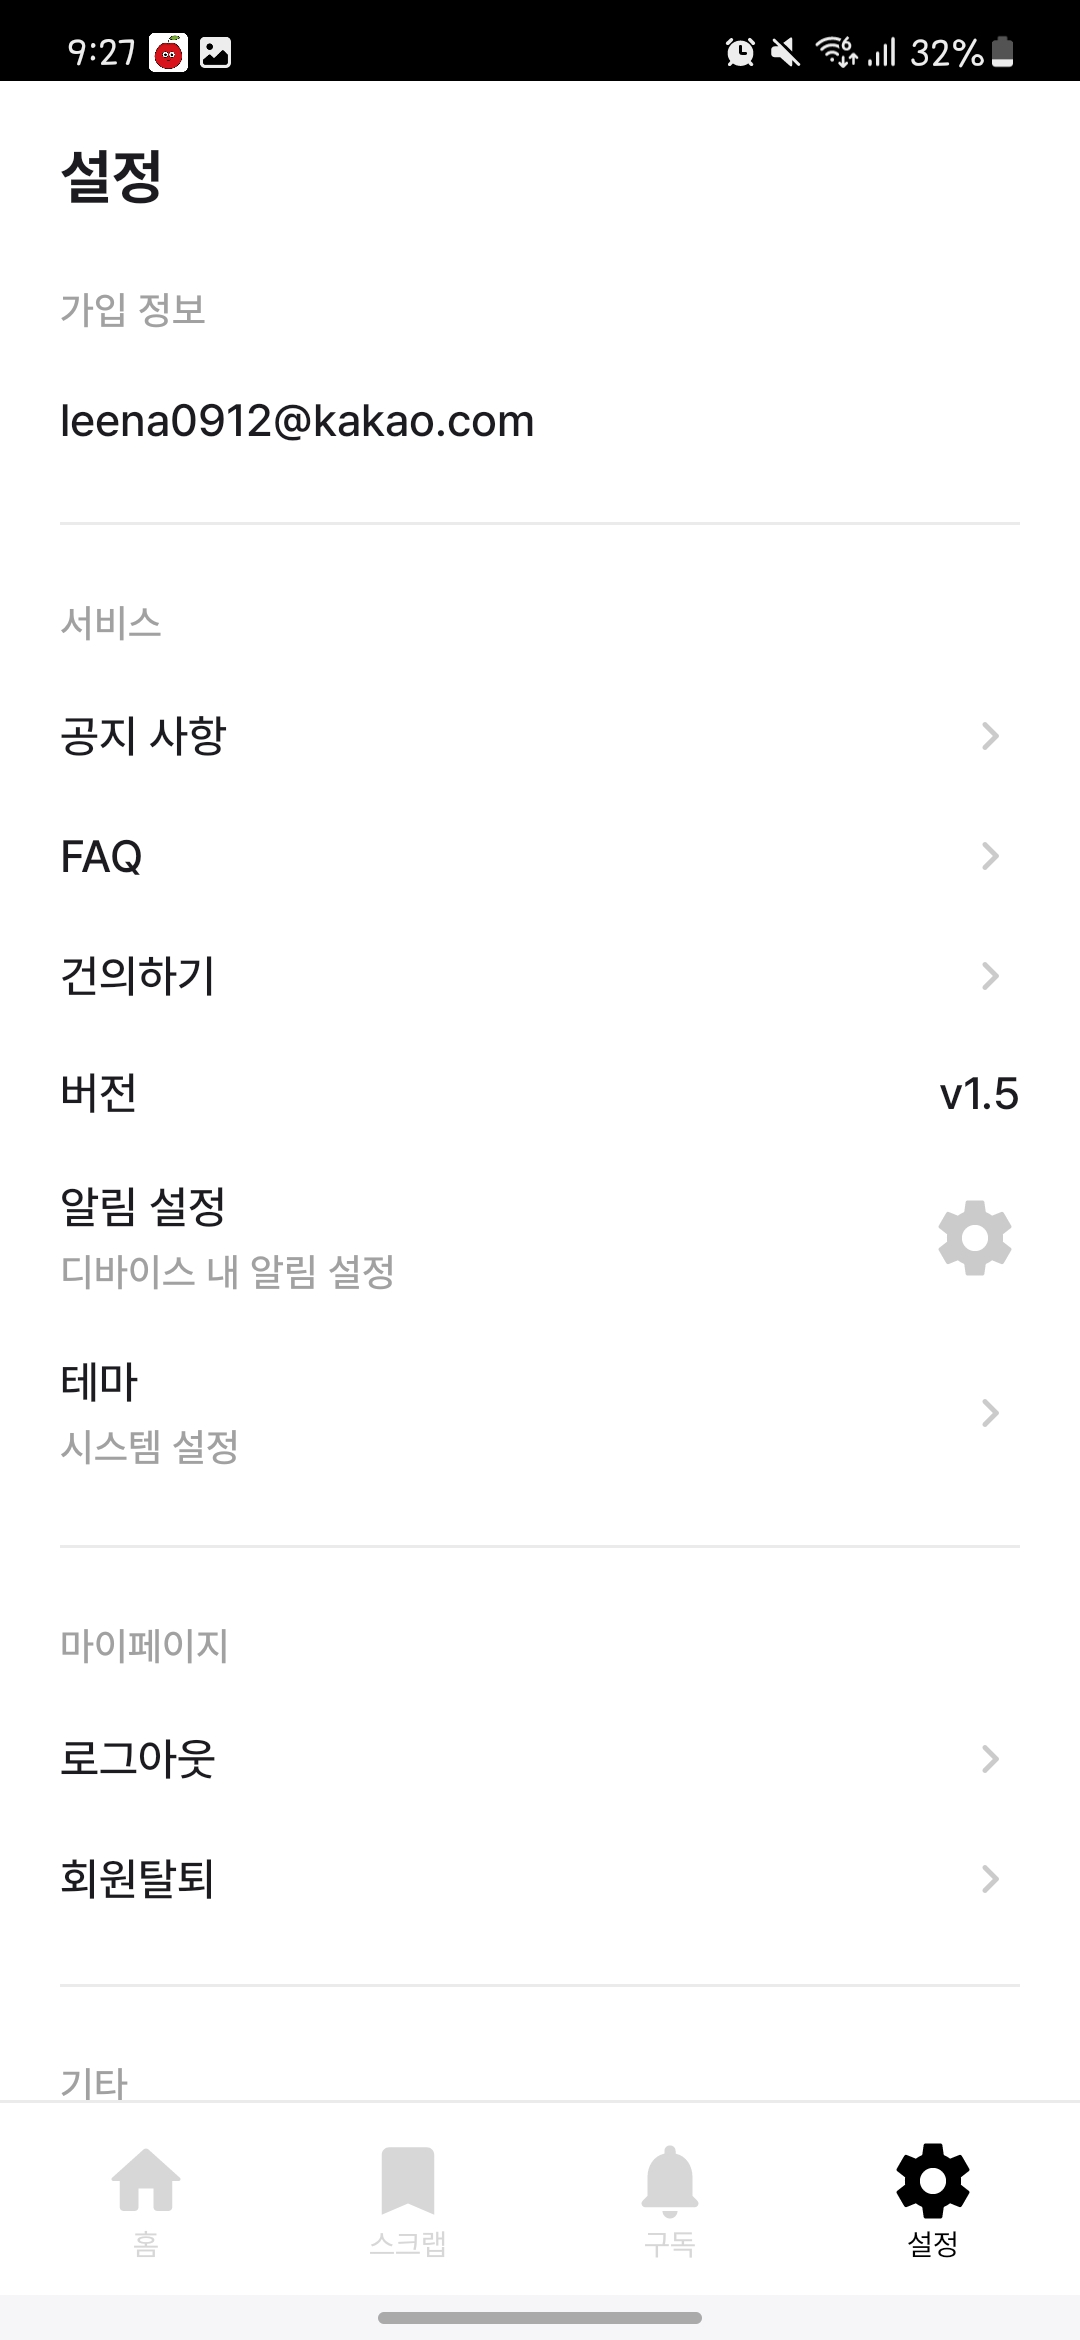 9:27 32%
설정
가입 정보
leena0912@kakao.com
서비스
공지 사항
FAQ
건의하기
버전 v1.5
알림 설정
디바이스 내 알림 설정
테마
시스템 설정
마이페이지
로그아웃
회원탈퇴
기타
홈 스크랩 구독 설정